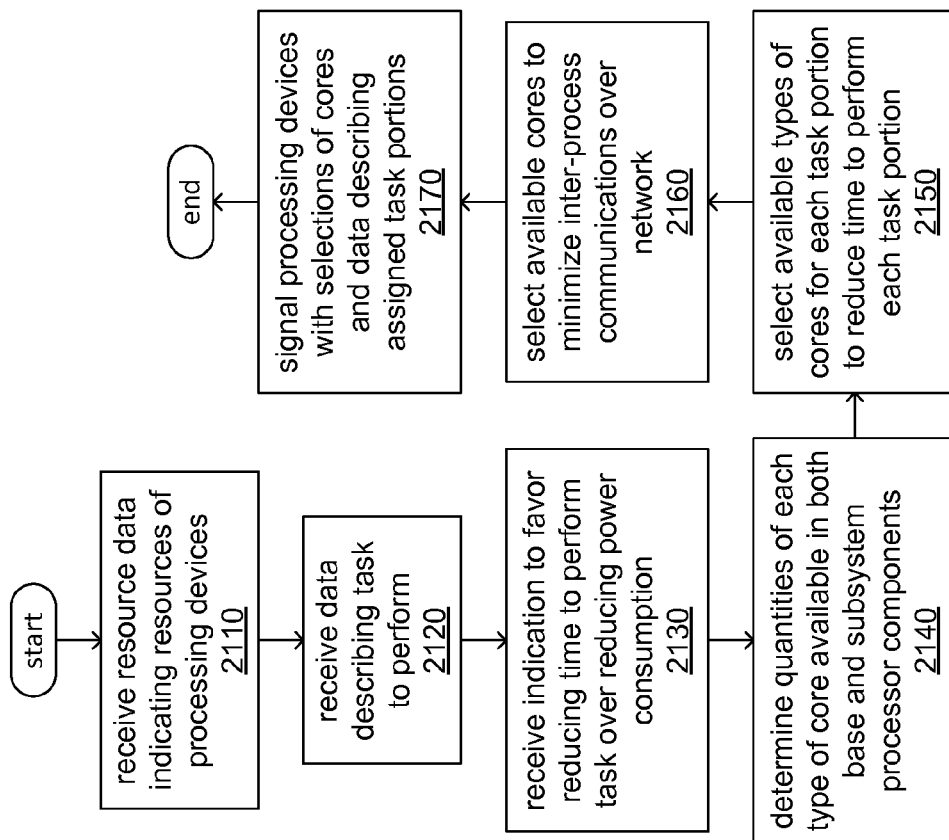 start
receive resource data
indicating resources of
processing devices
2110
receive data
describing task
to perform
2120
receive indication to favor
reducing time to perform
task over reducing power
consumption
2130
determine quantities of each
type of core available in both
base and subsystem
processor components
2140
select available types of
cores for each task portion
to reduce time to perform
each task portion
2150
select available cores to
minimize inter-process
communications over
network
2160
signal processing devices
with selections of cores
and data describing
assigned task portions
2170
end